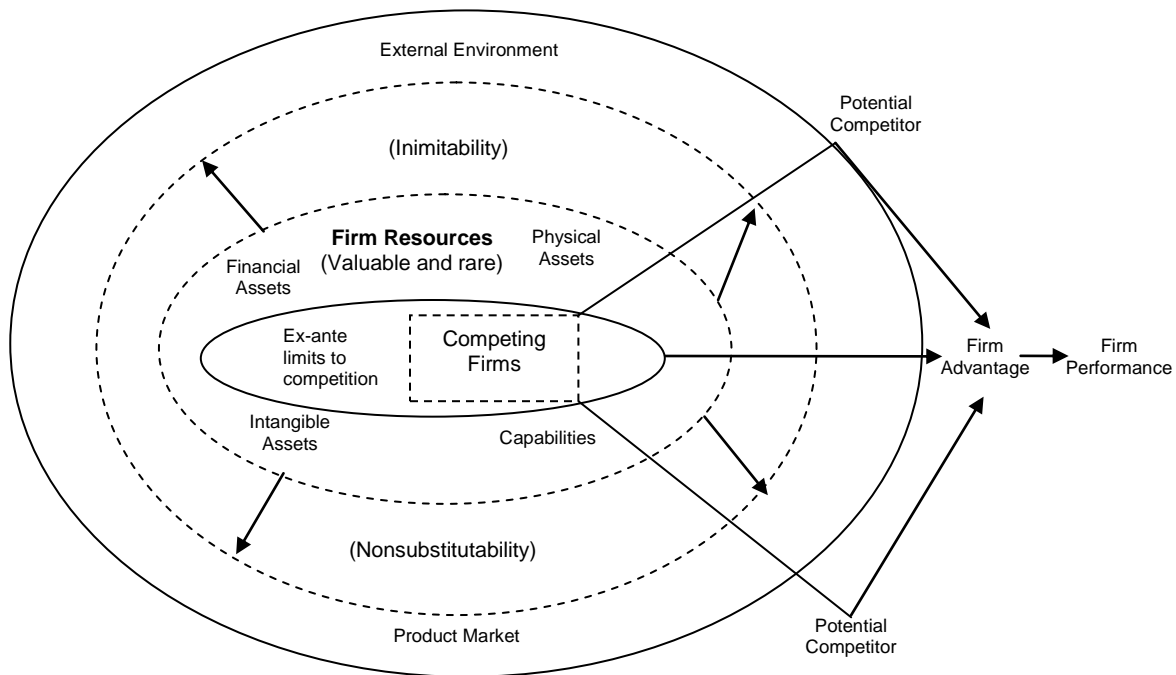 External Environment
Potential
Competitor
(Inimitability)
Firm Resources
(Valuable and rare)
Physical
Assets
Financial
Assets
Ex-ante
limits to
competition
Competing
Firms
Firm
Advantage
Firm
Performance
Intangible
Assets
Capabilities
(Nonsubstitutability)
Product Market
Potential
Competitor